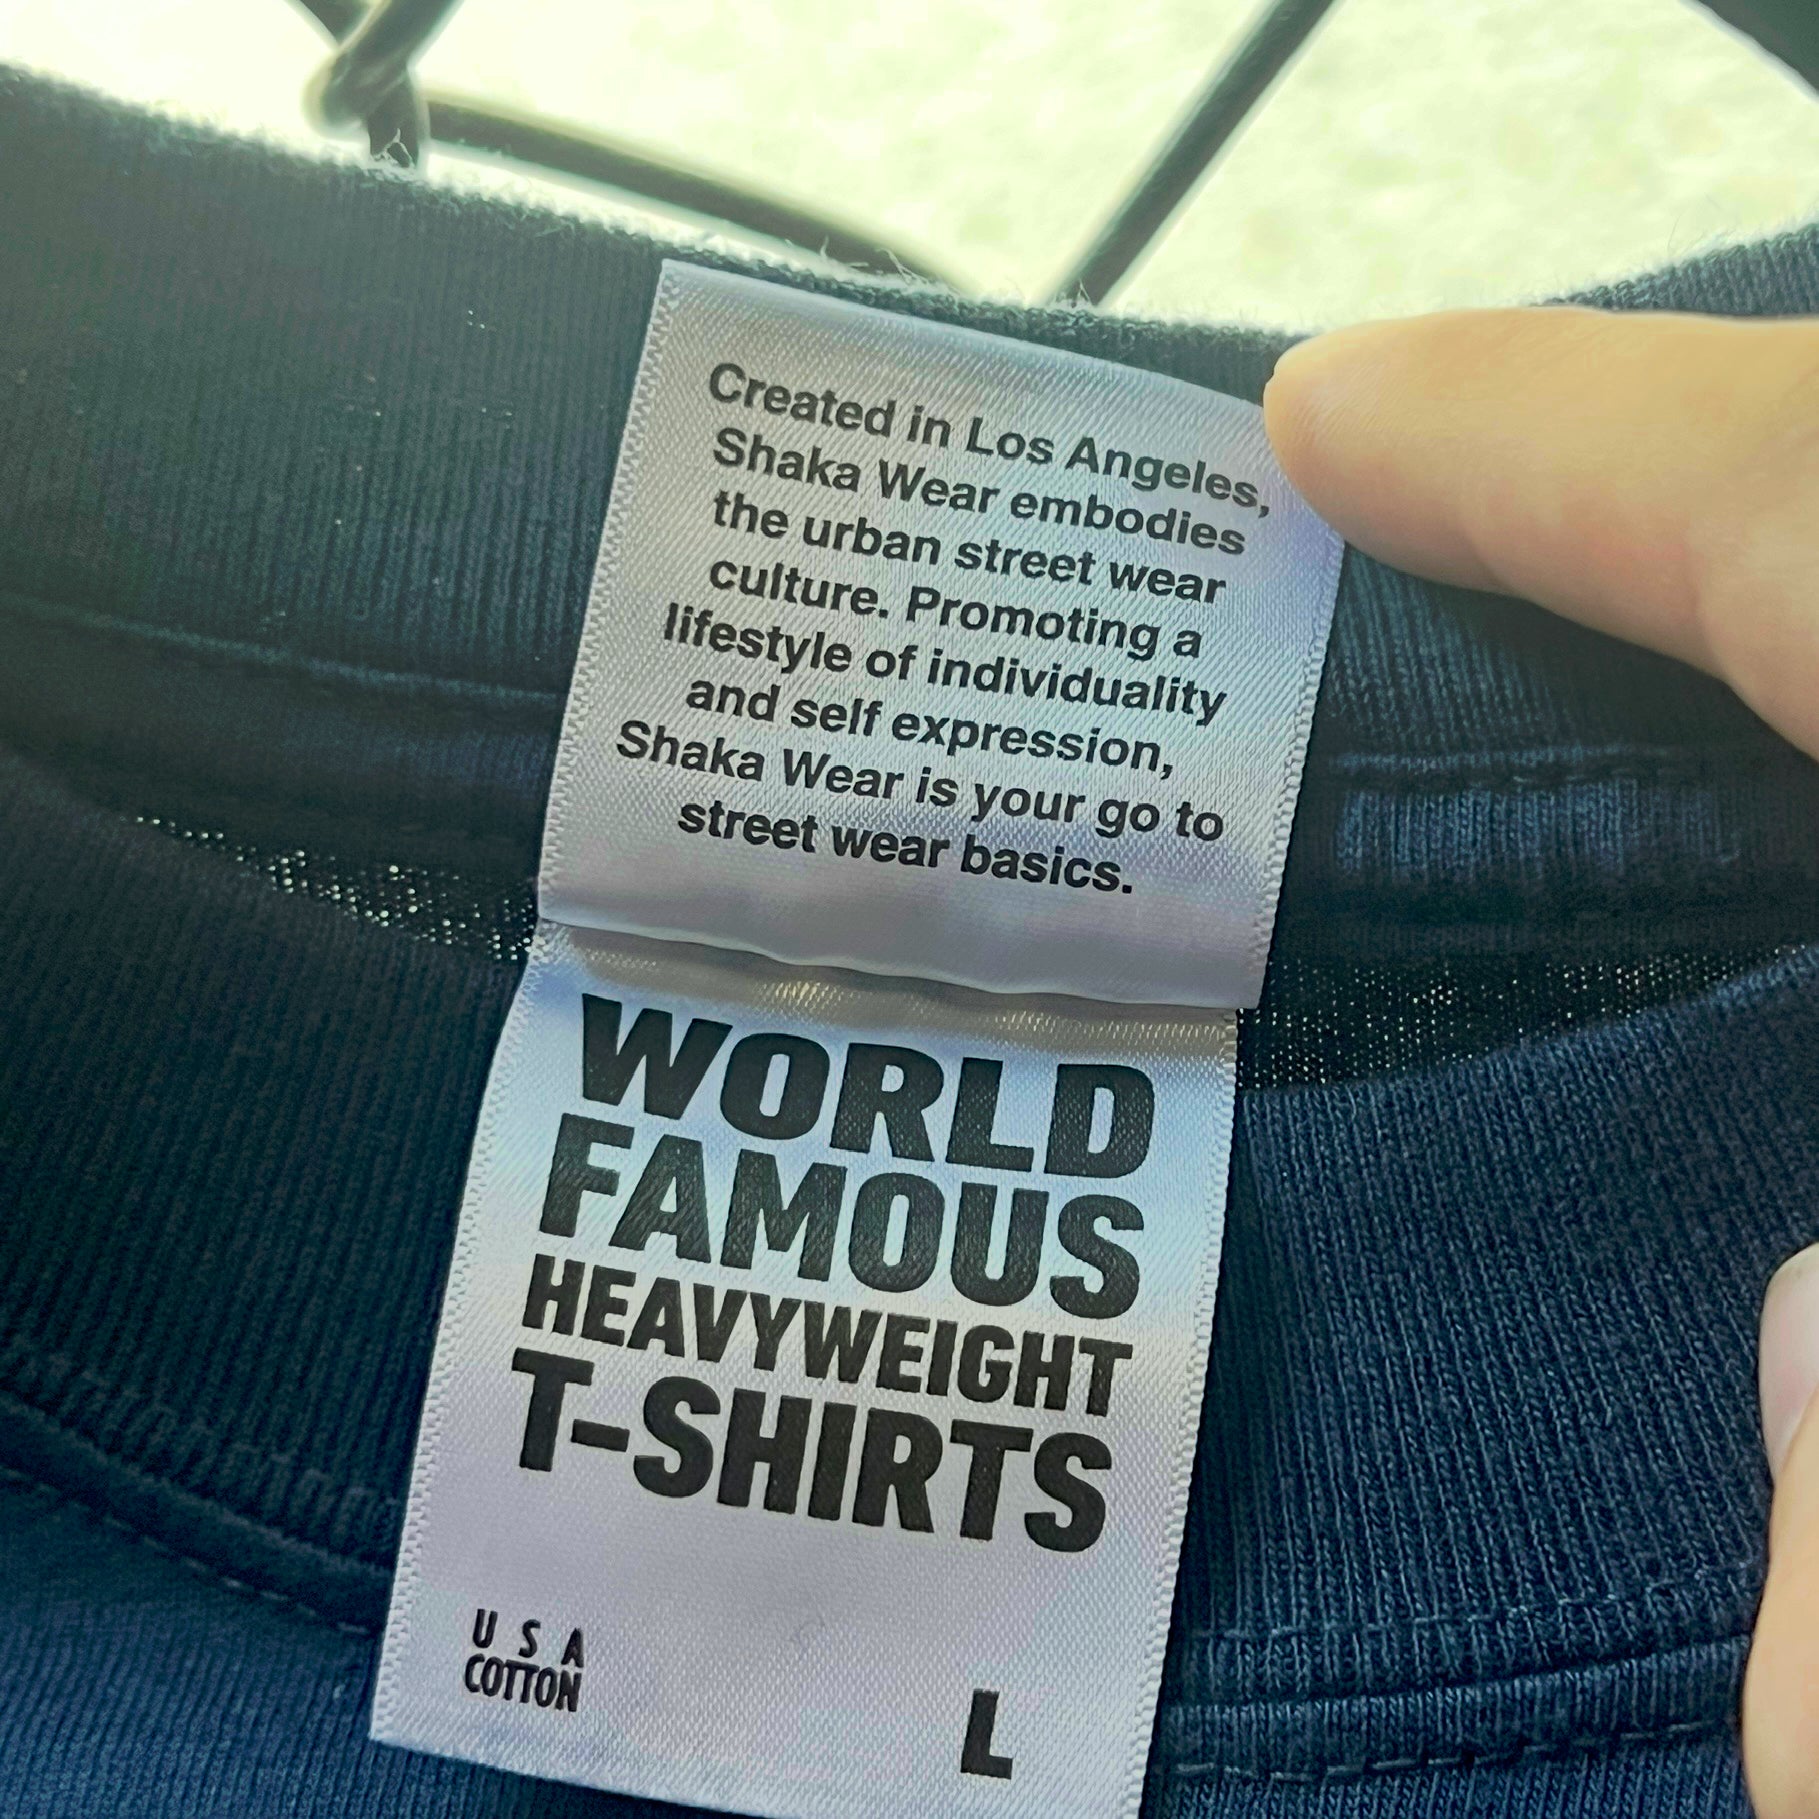 Created in Los Angeles,
Shaka Wear embodies
the urban street wear
culture. Promoting a
lifestyle of individuality
and self expression,
Shaka Wear is your go to
street wear basics.
WORLD
FAMOUS
HEAVYWEIGHT
T-SHIRTS
USA
COTTON
L